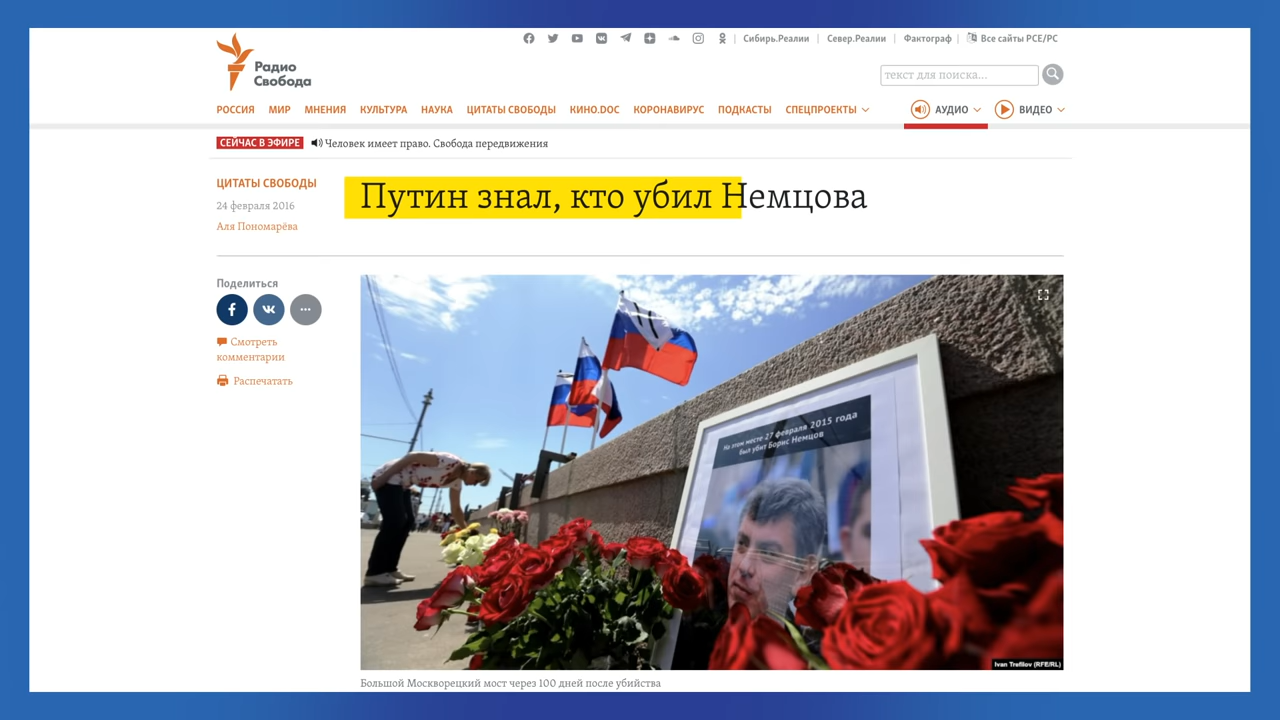 Радио
Свобода
Сибирь.Реалии
Север.Реалии
Фактограф
Все сайты РСЕ/РС
текст для поиска...
РОССИЯ МИР МНЕНИЯ КУЛЬТУРА НАУКА ЦИТАТЫ СВОБОДЫ КИНО.DOC КОРОНАВИРУС ПОДКАСТЫ СПЕЦПРОЕКТЫ АУДИО ВИДЕО
СЕЙЧАС В ЭФИРЕ Человек имеет право. Свобода передвижения
ЦИТАТЫ СВОБОДЫ
24 февраля 2016
Аля Пономарёва
Путин знал, кто убил Немцова
Поделиться
Смотреть
комментарии
Распечатать
На этом месте 27 февраля 2015 года
был убит Борис Немцов
Ivan Trefilov (RFE/RL)
Большой Москворецкий мост через 100 дней после убийства